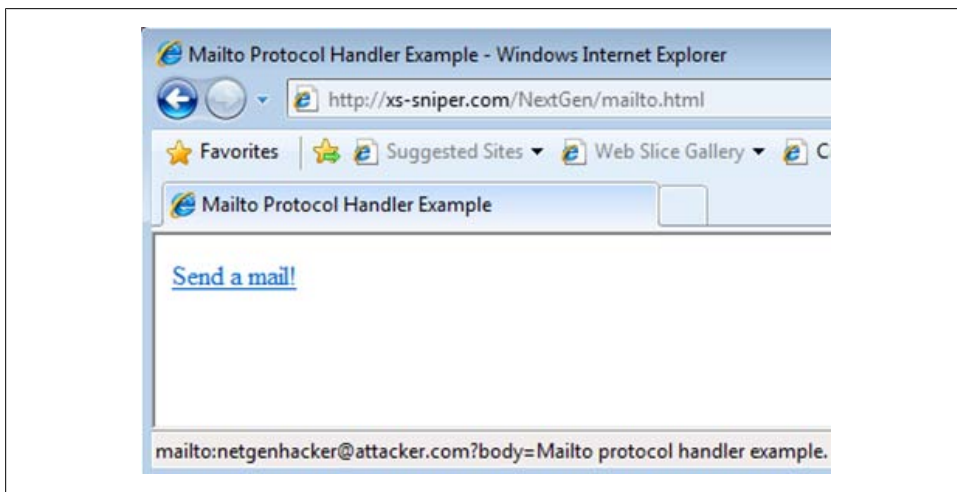 Mailto Protocol Handler Example - Windows Internet Explorer
http://xs-sniper.com/NextGen/mailto.html
Favorites Suggested Sites Web Slice Gallery C
Mailto Protocol Handler Example
Send a mail!
mailto:netgenhacker@attacker.com?body=Mailto protocol handler example.